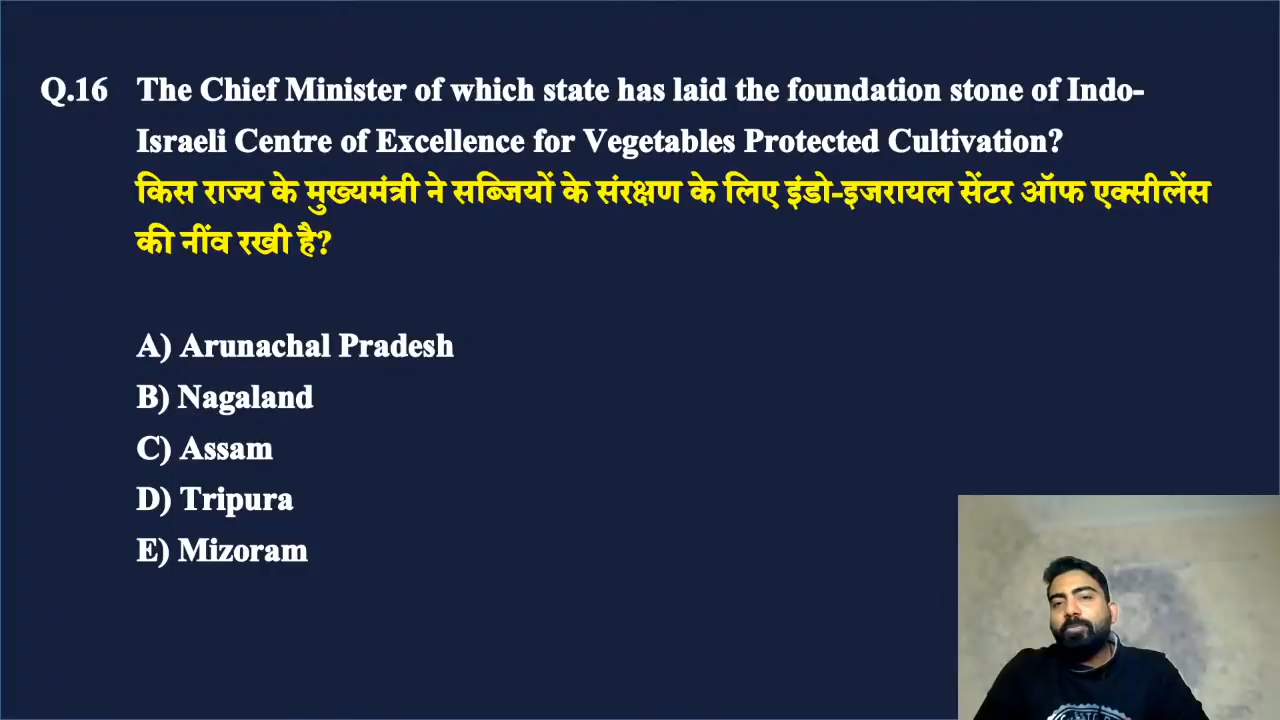 Q.16 The Chief Minister of which state has laid the foundation stone of Indo-
Israeli Centre of Excellence for Vegetables Protected Cultivation?
किस राज्य के मुख्यमंत्री ने सब्जियों के संरक्षण के लिए इंडो-इजरायल सेंटर ऑफ एक्सीलेंस
की नींव रखी है?
A) Arunachal Pradesh
B) Nagaland
C) Assam
D) Tripura
E) Mizoram